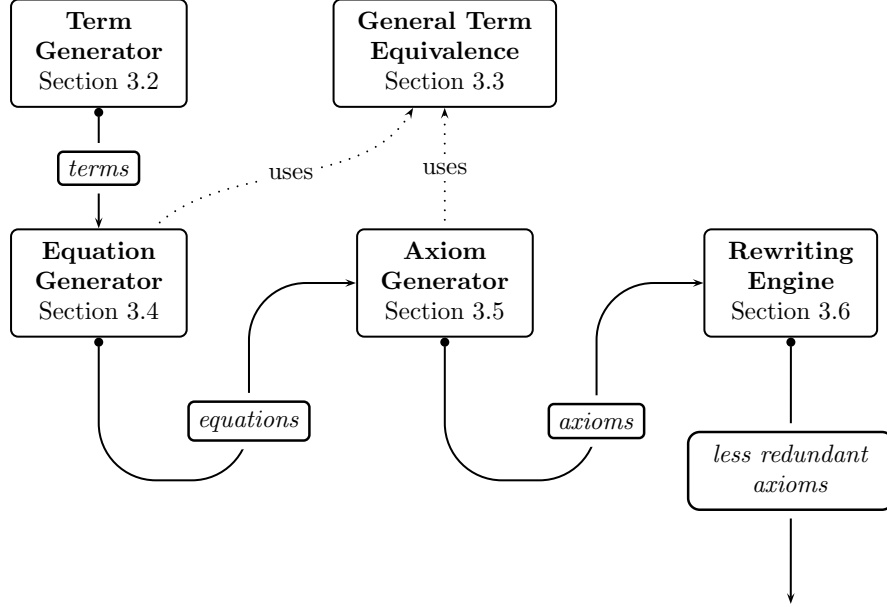 Term
Generator
Section 3.2
General Term
Equivalence
Section 3.3
terms
uses
uses
Equation
Generator
Section 3.4
Axiom
Generator
Section 3.5
Rewriting
Engine
Section 3.6
equations
axioms
less redundant
axioms